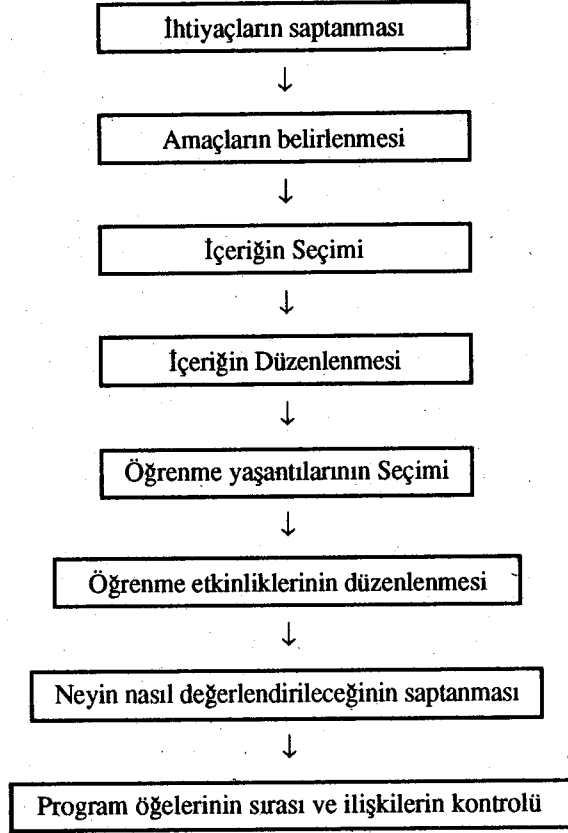 İhtiyaçların saptanması
↓
Amaçların belirlenmesi
↓
İçeriğin Seçimi
↓
İçeriğin Düzenlenmesi
↓
Öğrenme yaşantılarının Seçimi
↓
Öğrenme etkinliklerinin düzenlenmesi
↓
Neyin nasıl değerlendirileceğinin saptanması
↓
Program öğelerinin sırası ve ilişkilerin kontrolü